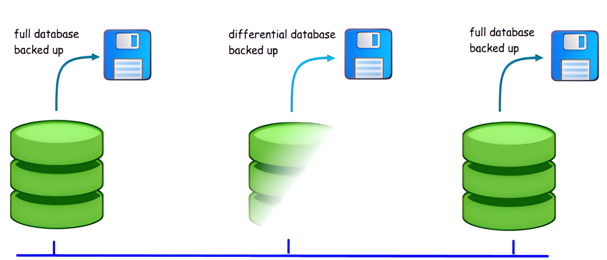 full database
backed up
differential database
backed up
full database
backed up